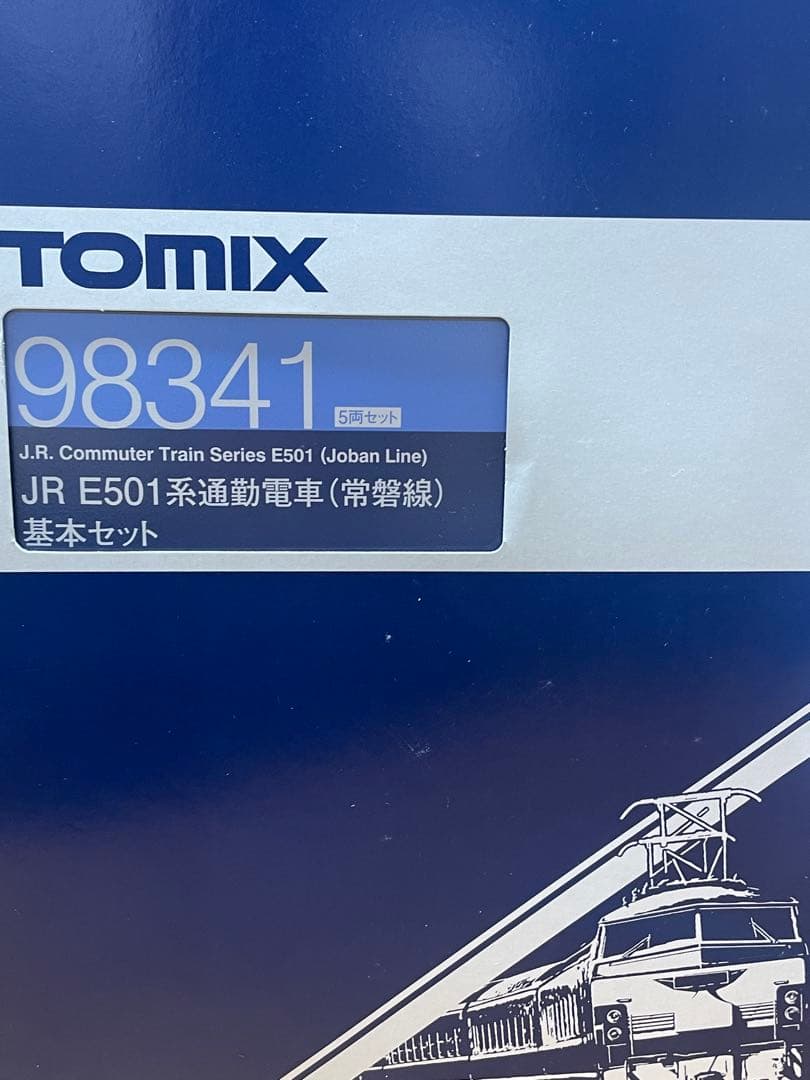 TOMIX
98341 5両セット
J.R. Commuter Train Series E501 (Joban Line)
JR E501系通勤電車(常磐線)
基本セット